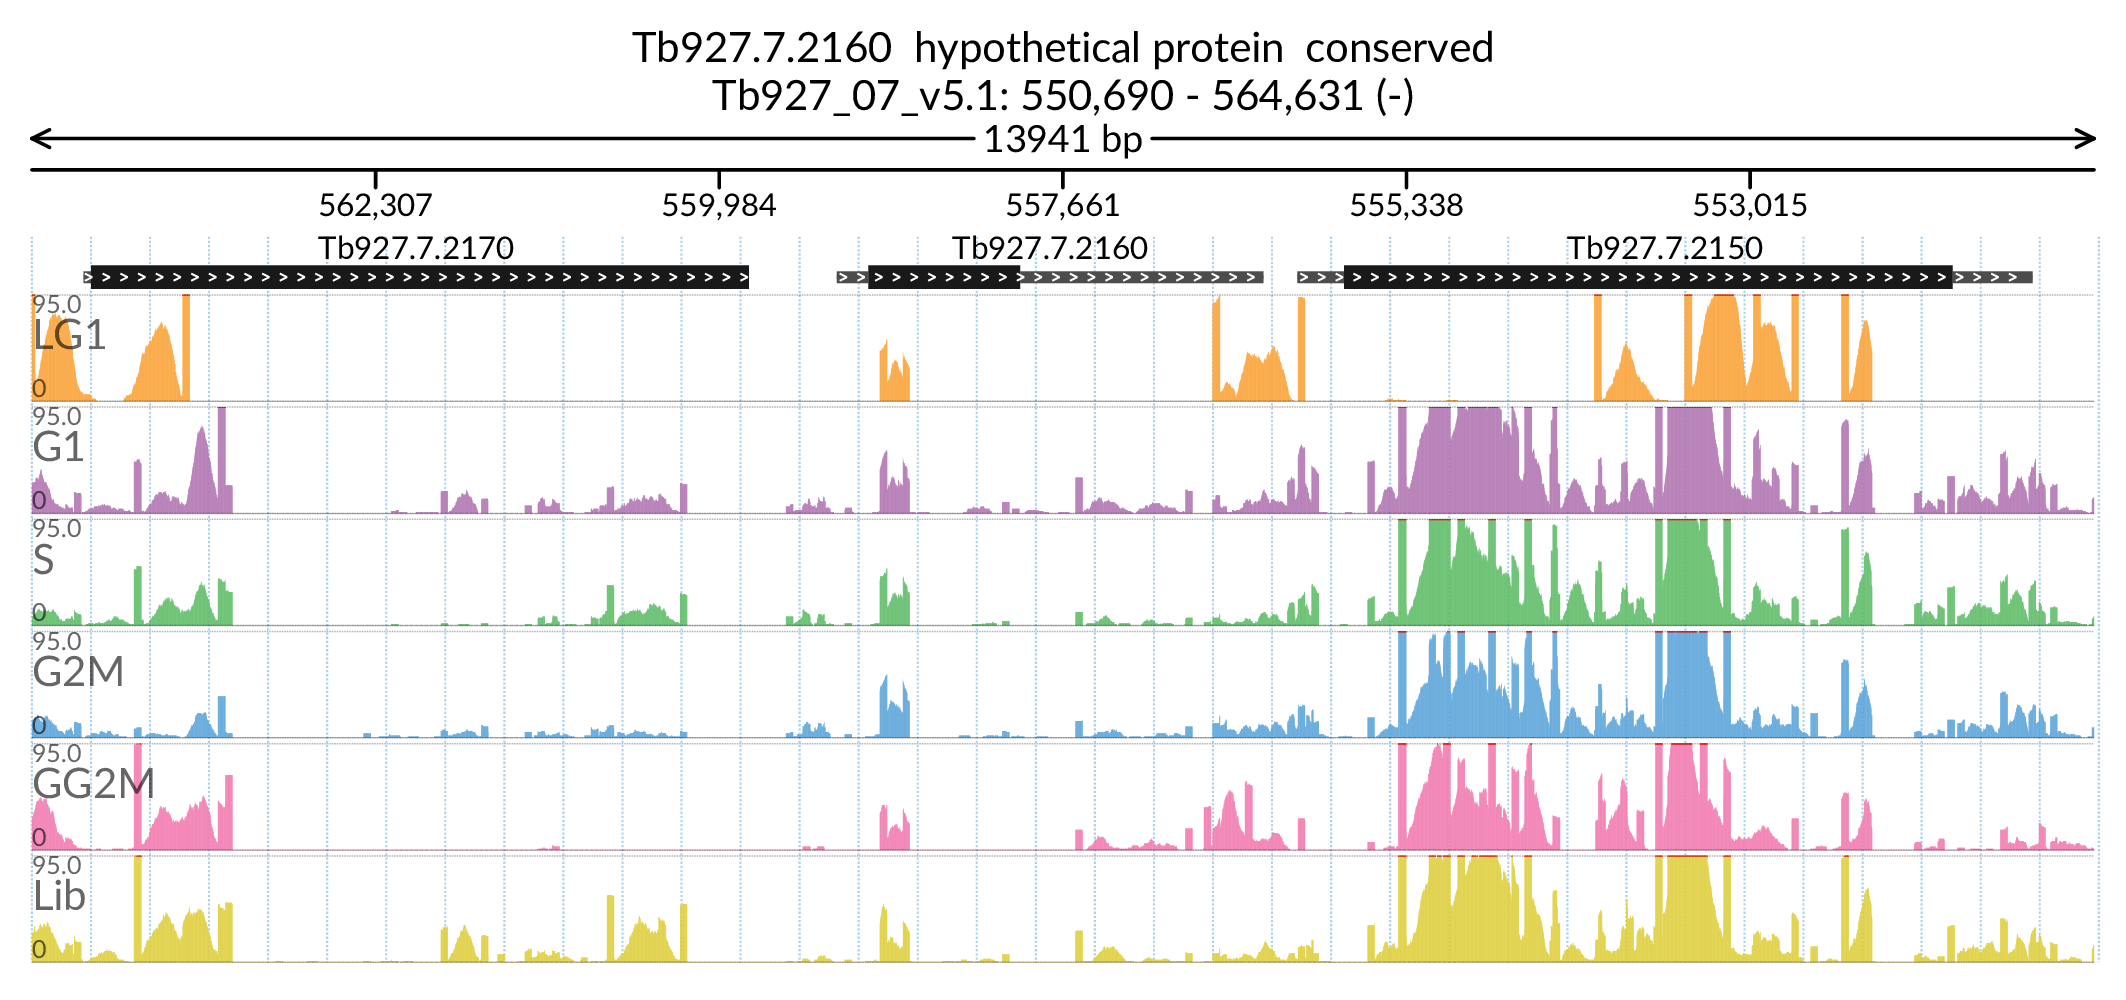 Tb927.7.2160  hypothetical protein  conserved
Tb927_07_v5.1: 550,690 - 564,631 (-)
13941 bp
562,307 559,984 557,661 555,338 553,015
Tb927.7.2170 Tb927.7.2160 Tb927.7.2150
95.0
LG1
0
95.0
G1
0
95.0
S
0
95.0
G2M
0
95.0
GG2M
0
95.0
Lib
0